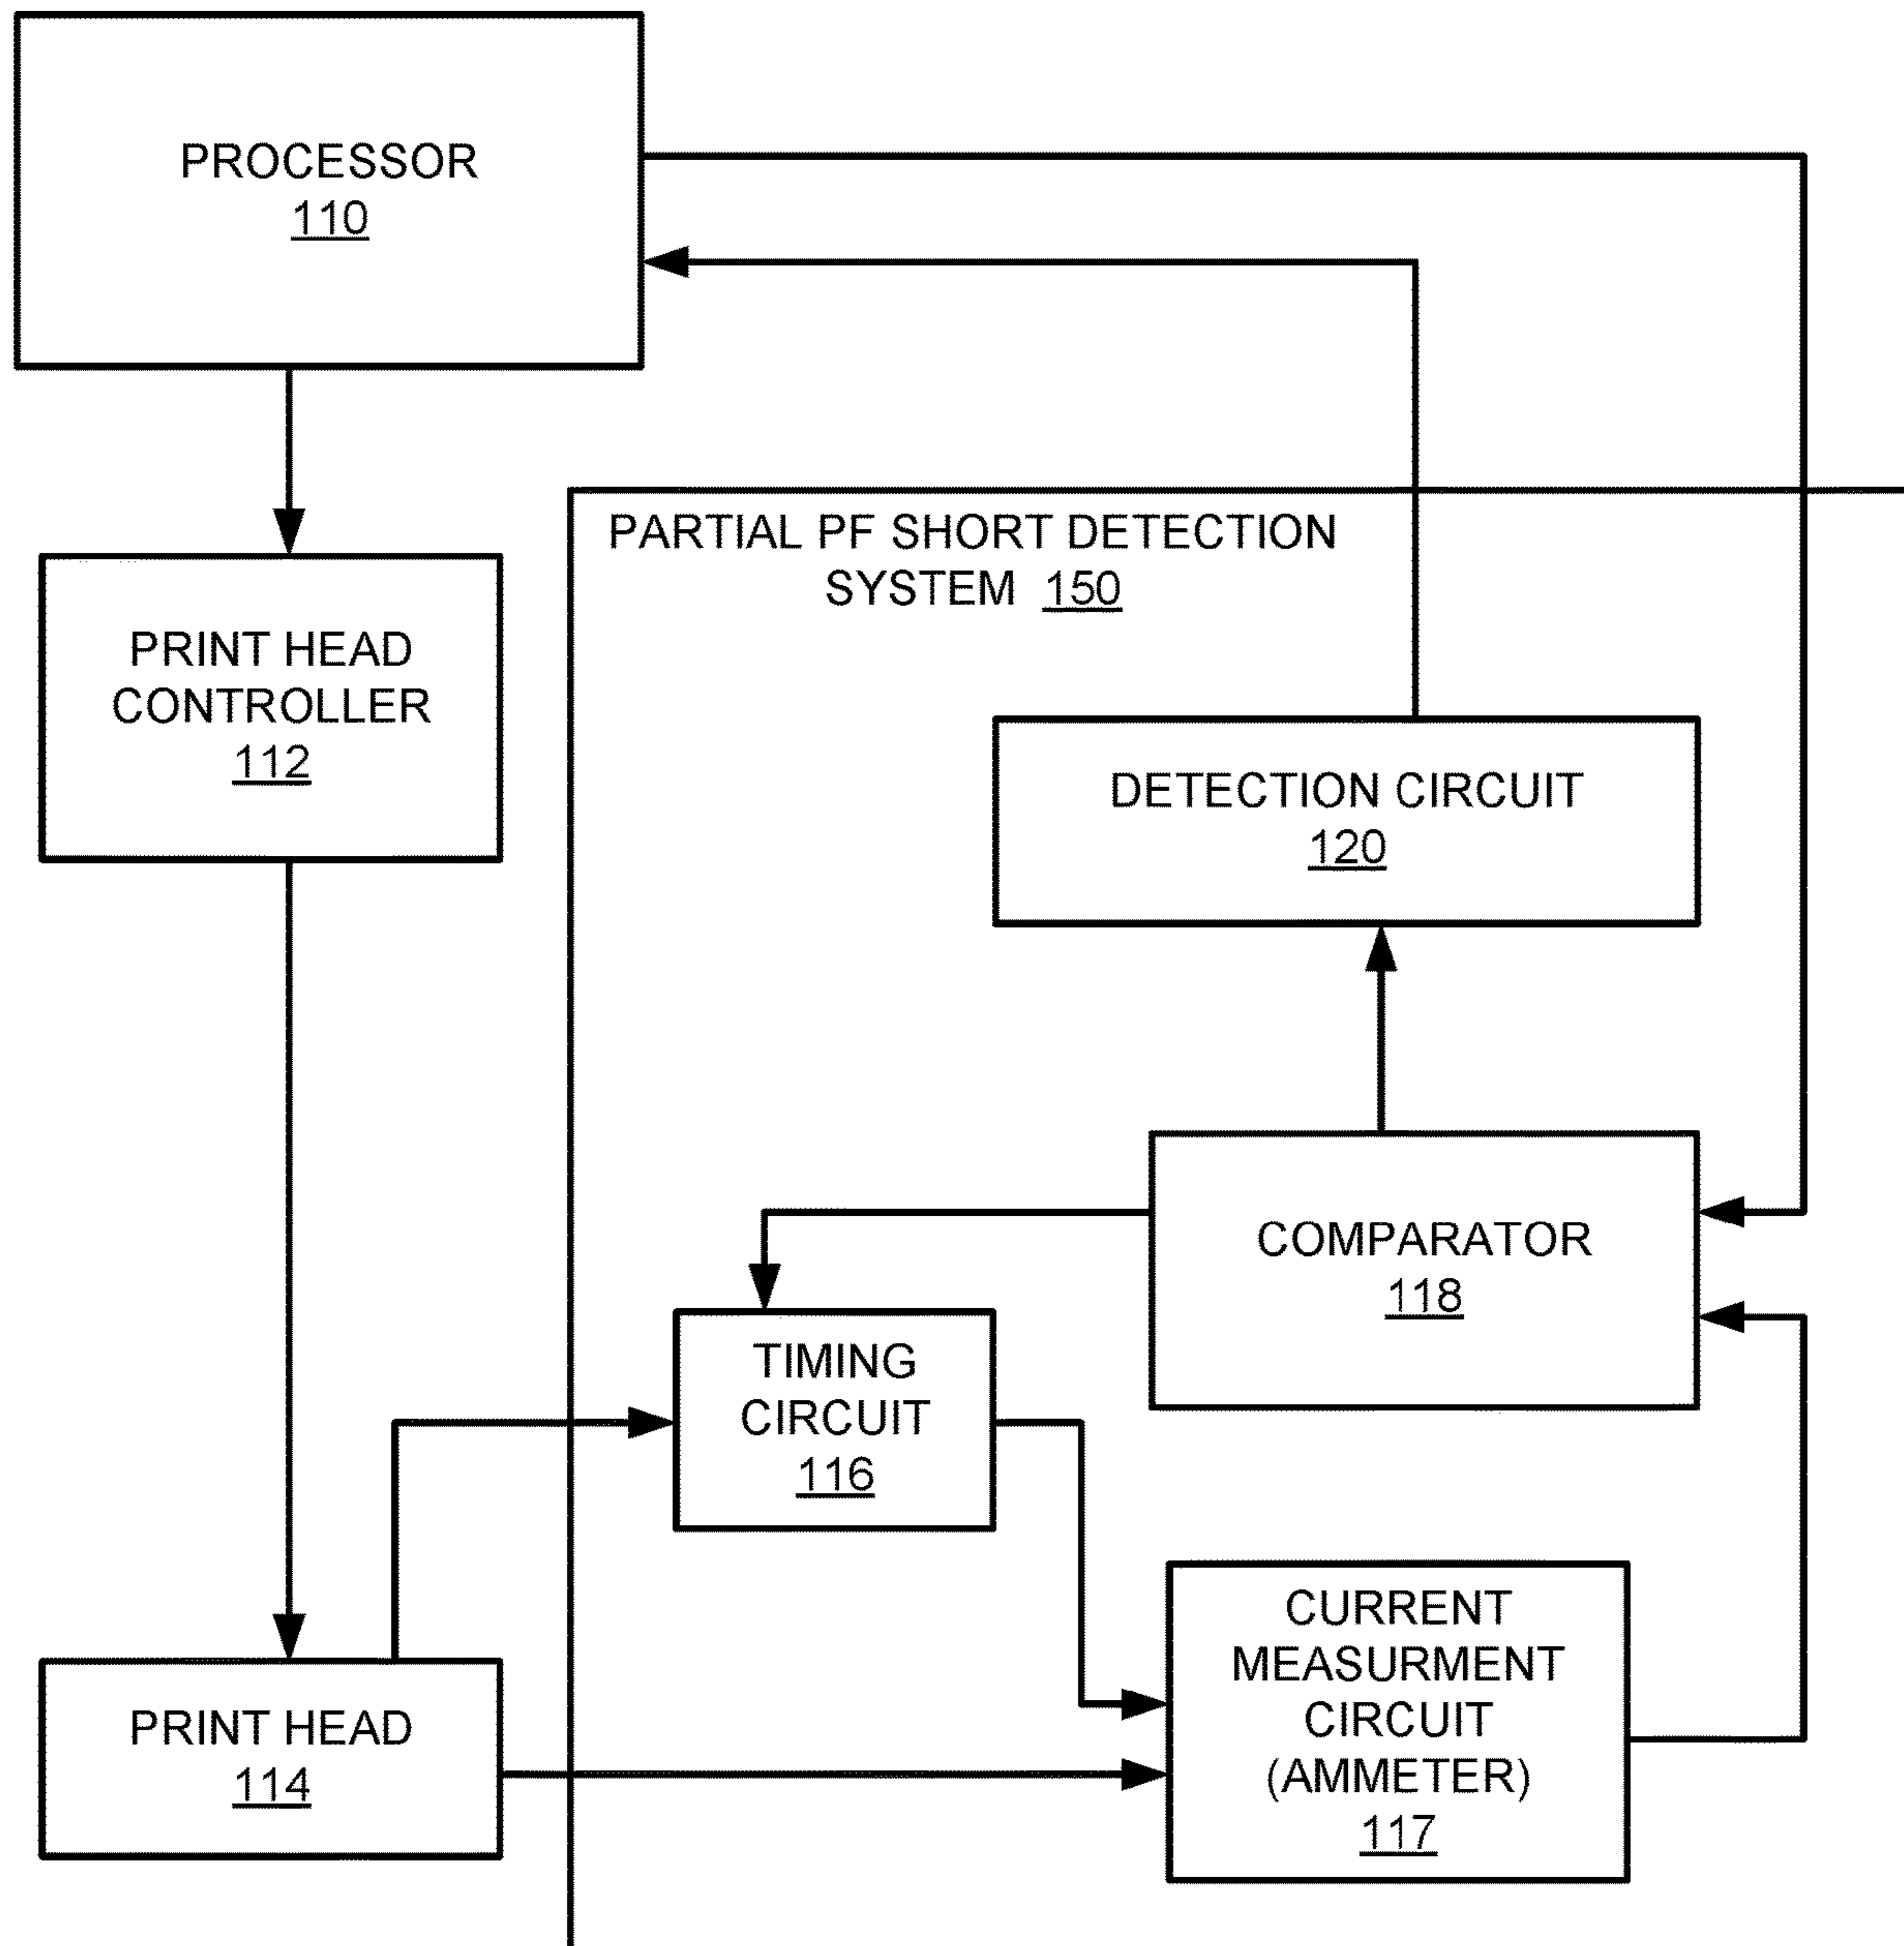 PROCESSOR
110
PARTIAL PF SHORT DETECTION
SYSTEM 150
PRINT HEAD
CONTROLLER
112
DETECTION CIRCUIT
120
COMPARATOR
118
TIMING
CIRCUIT
116
CURRENT
MEASURMENT
CIRCUIT
(AMMETER)
117
PRINT HEAD
114